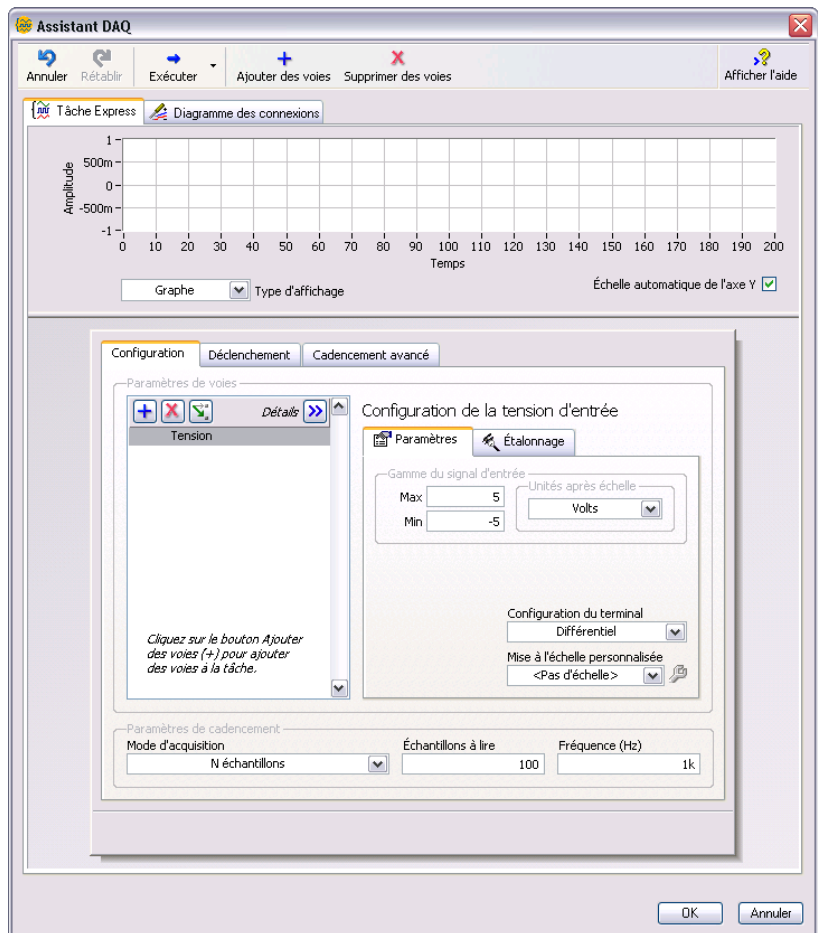 Assistant DAQ
Annuler Rétablir Exécuter Ajouter des voies Supprimer des voies Afficher l'aide
Tâche Express Diagramme des connexions
1
500m
0
-500m
-1
Amplitude
0 10 20 30 40 50 60 70 80 90 100 110 120 130 140 150 160 170 180 190 200
Temps
Graphe Type d'affichage Échelle automatique de l'axe Y
Configuration Déclenchement Cadencement avancé
Paramètres de voies
Détails
Tension
Cliquez sur le bouton Ajouter
des voies (+) pour ajouter
des voies à la tâche.
Configuration de la tension d'entrée
Paramètres Étalonnage
Gamme du signal d'entrée
Max 5
Min -5
Unités après échelle
Volts
Configuration du terminal
Différentiel
Mise à l'échelle personnalisée
<Pas d'échelle>
Paramètres de cadencement
Mode d'acquisition Échantillons à lire Fréquence (Hz)
N échantillons 100 1k
OK Annuler